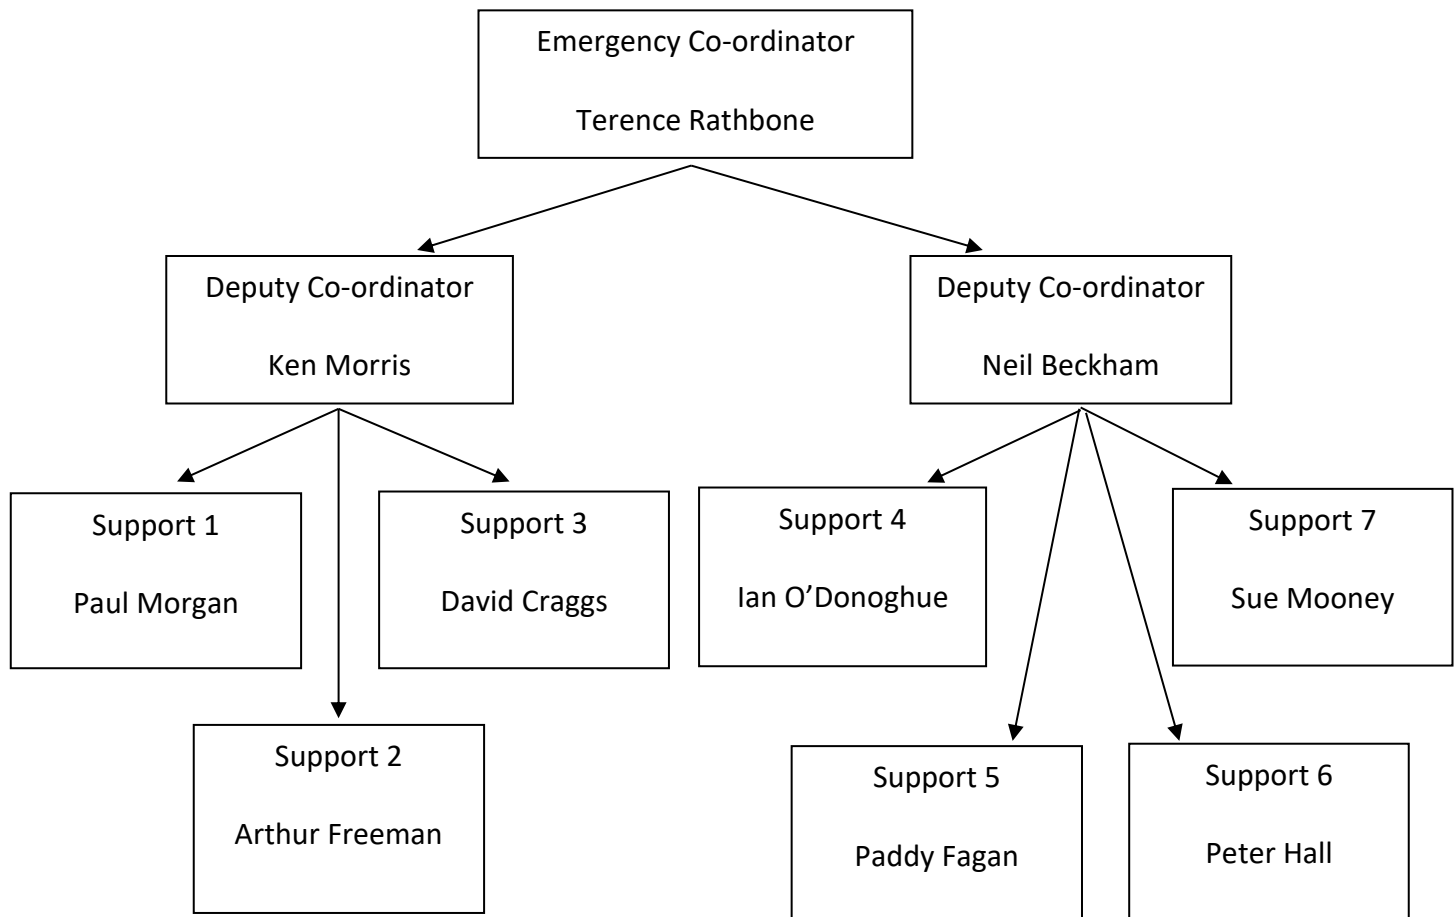 Emergency Co-ordinator
Terence Rathbone
Deputy Co-ordinator
Ken Morris
Deputy Co-ordinator
Neil Beckham
Support 1
Paul Morgan
Support 3
David Craggs
Support 4
Ian O’Donoghue
Support 7
Sue Mooney
Support 2
Arthur Freeman
Support 5
Paddy Fagan
Support 6
Peter Hall